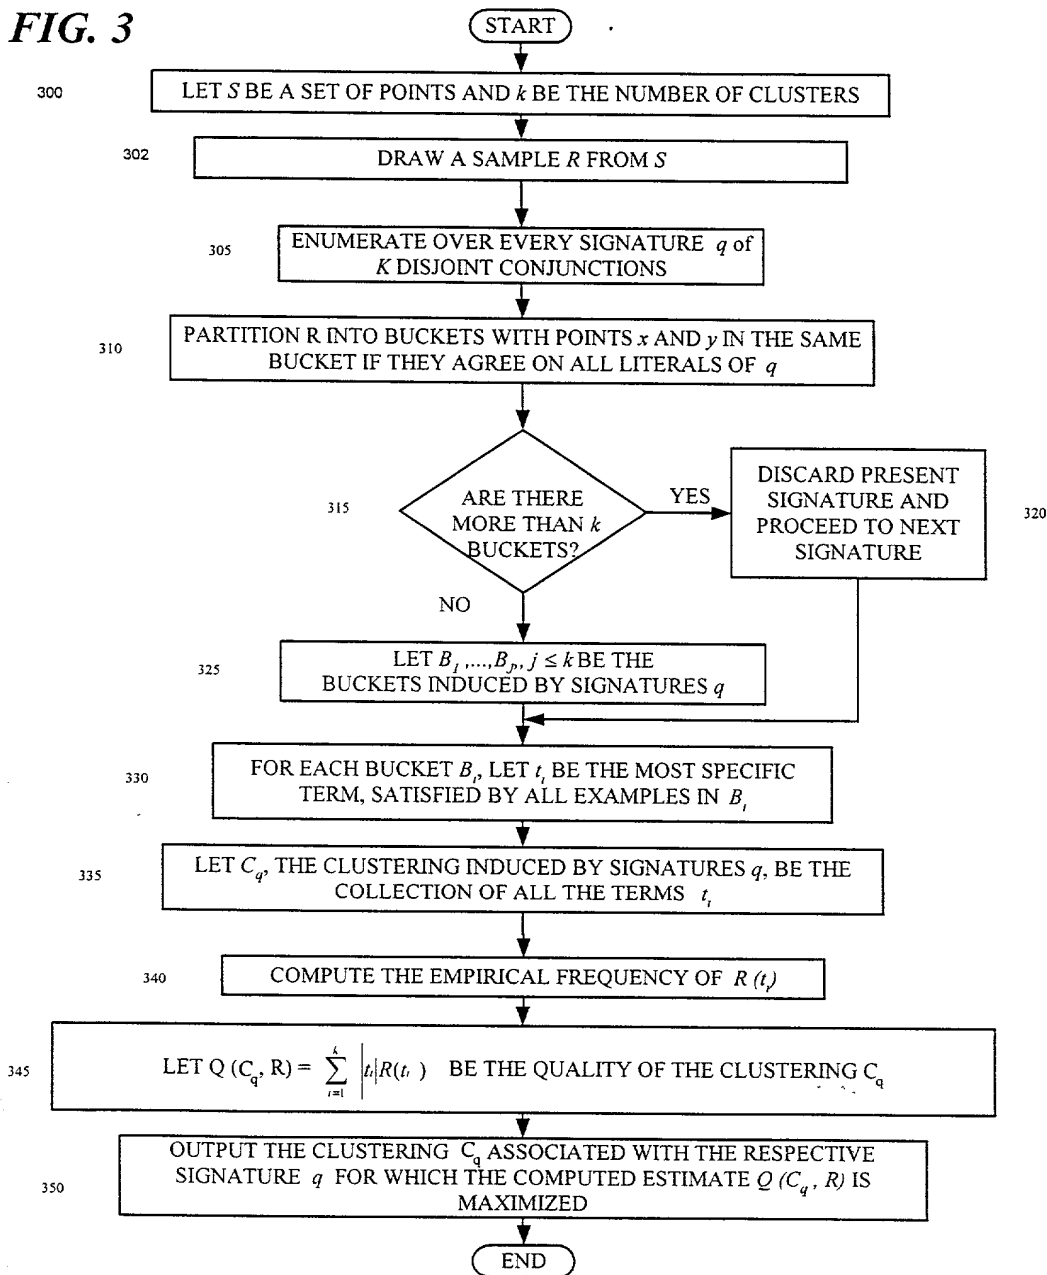 FIG. 3
START
300
LET S BE A SET OF POINTS AND k BE THE NUMBER OF CLUSTERS
302
DRAW A SAMPLE R FROM S
305
ENUMERATE OVER EVERY SIGNATURE q of
K DISJOINT CONJUNCTIONS
310
PARTITION R INTO BUCKETS WITH POINTS x AND y IN THE SAME
BUCKET IF THEY AGREE ON ALL LITERALS OF q
315
ARE THERE
MORE THAN k
BUCKETS?
YES
DISCARD PRESENT
SIGNATURE AND
PROCEED TO NEXT
SIGNATURE
320
NO
325
LET B₁,...,Bⱼ, j ≤ k BE THE
BUCKETS INDUCED BY SIGNATURES q
330
FOR EACH BUCKET Bᵢ, LET tᵢ BE THE MOST SPECIFIC
TERM, SATISFIED BY ALL EXAMPLES IN Bᵢ
335
LET C_q, THE CLUSTERING INDUCED BY SIGNATURES q, BE THE
COLLECTION OF ALL THE TERMS tᵢ
340
COMPUTE THE EMPIRICAL FREQUENCY OF R (tᵢ)
345
LET Q (C_q, R) = ∑_{i=1}^{k} |tᵢ| R(tᵢ) BE THE QUALITY OF THE CLUSTERING C_q
350
OUTPUT THE CLUSTERING C_q ASSOCIATED WITH THE RESPECTIVE
SIGNATURE q FOR WHICH THE COMPUTED ESTIMATE Q (C_q, R) IS
MAXIMIZED
END